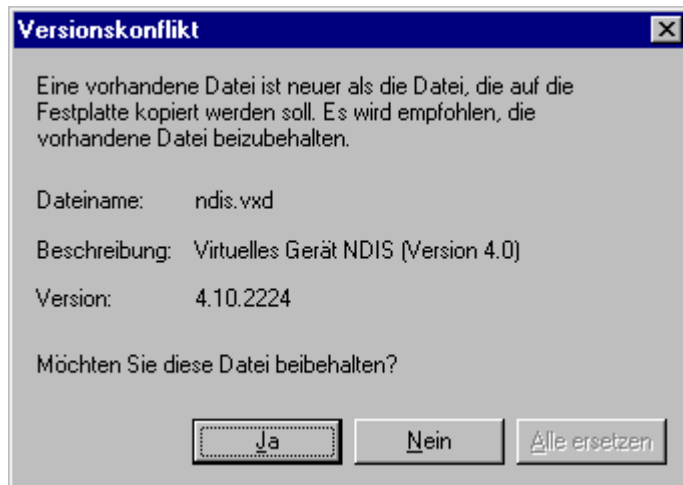 Versionskonflikt
Eine vorhandene Datei ist neuer als die Datei, die auf die
Festplatte kopiert werden soll. Es wird empfohlen, die
vorhandene Datei beizubehalten.
Dateiname: ndis.vxd
Beschreibung: Virtuelles Gerät NDIS (Version 4.0)
Version: 4.10.2224
Möchten Sie diese Datei beibehalten?
Ja Nein Alle ersetzen